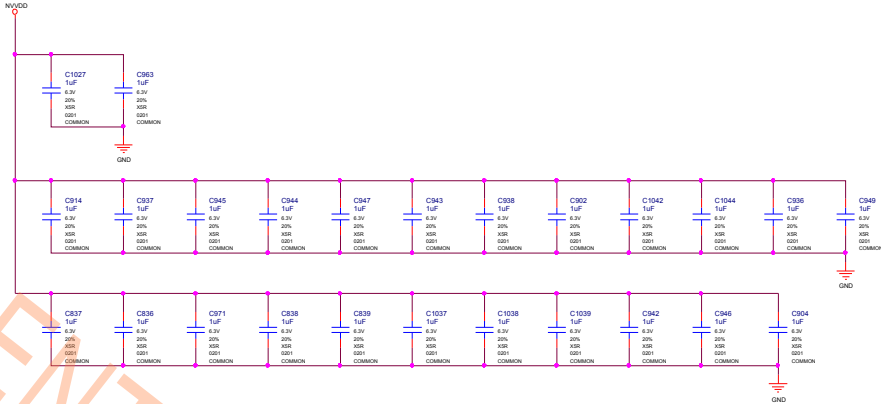 NVVDD
C1027
1uF
6.3V
20%
X5R
0201
COMMON
C963
1uF
6.3V
20%
X5R
0201
COMMON
GND
C914
1uF
6.3V
20%
X5R
0201
COMMON
C937
1uF
6.3V
20%
X5R
0201
COMMON
C945
1uF
6.3V
20%
X5R
0201
COMMON
C944
1uF
6.3V
20%
X5R
0201
COMMON
C947
1uF
6.3V
20%
X5R
0201
COMMON
C943
1uF
6.3V
20%
X5R
0201
COMMON
C938
1uF
6.3V
20%
X5R
0201
COMMON
C902
1uF
6.3V
20%
X5R
0201
COMMON
C1042
1uF
6.3V
20%
X5R
0201
COMMON
C1044
1uF
6.3V
20%
X5R
0201
COMMON
C936
1uF
6.3V
20%
X5R
0201
COMMON
C949
1uF
6.3V
20%
X5R
0201
COMMON
GND
C837
1uF
6.3V
20%
X5R
0201
COMMON
C836
1uF
6.3V
20%
X5R
0201
COMMON
C971
1uF
6.3V
20%
X5R
0201
COMMON
C838
1uF
6.3V
20%
X5R
0201
COMMON
C839
1uF
6.3V
20%
X5R
0201
COMMON
C1037
1uF
6.3V
20%
X5R
0201
COMMON
C1038
1uF
6.3V
20%
X5R
0201
COMMON
C1039
1uF
6.3V
20%
X5R
0201
COMMON
C942
1uF
6.3V
20%
X5R
0201
COMMON
C946
1uF
6.3V
20%
X5R
0201
COMMON
C904
1uF
6.3V
20%
X5R
0201
COMMON
GND